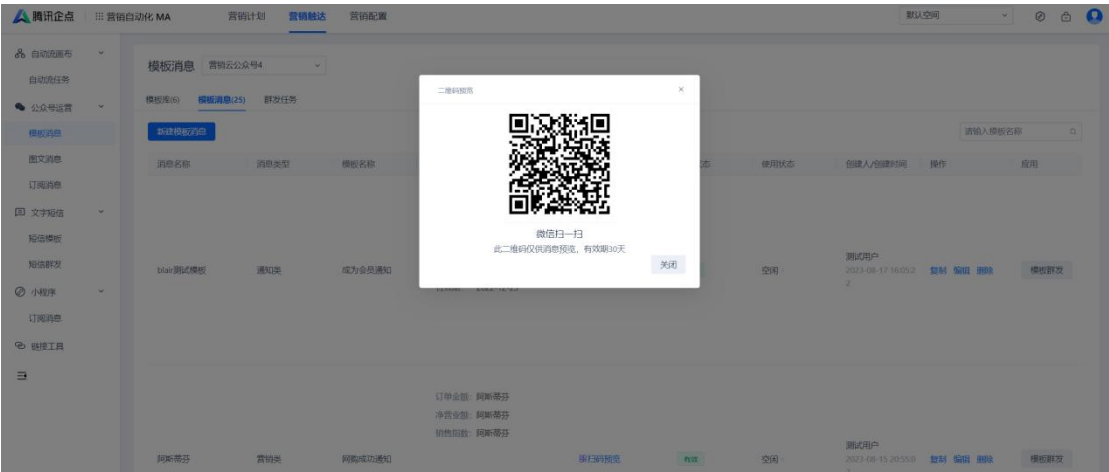 腾讯企点 营销自动化 MA 营销计划 营销触达 营销配置 默认空间
自动流画布
自动流任务
公众号运营
模板消息
图文消息
订阅消息
文字短信
短信模板
短信群发
小程序
订阅消息
链接工具
模板消息 营销云公众号4
模板库(6) 模板消息(25) 群发任务
新建模板消息 请输入模板名称
消息名称 消息类型 模板名称 态 使用状态 创建人/创建时间 操作 应用
二维码预览 ×
微信扫一扫
此二维码仅供消息预览，有效期30天
关闭
blair测试模板 通知类 成为会员通知 空闲 测试用户 2023-08-17 16:05:2 2 复制 编辑 删除 模板群发
订单金额: 阿斯蒂芬
净营业额: 阿斯蒂芬
销售指数: 阿斯蒂芬
阿斯蒂芬 营销类 网购成功通知 有效 空闲 测试用户 2023-08-15 20:55:0 复制 编辑 删除 模板群发